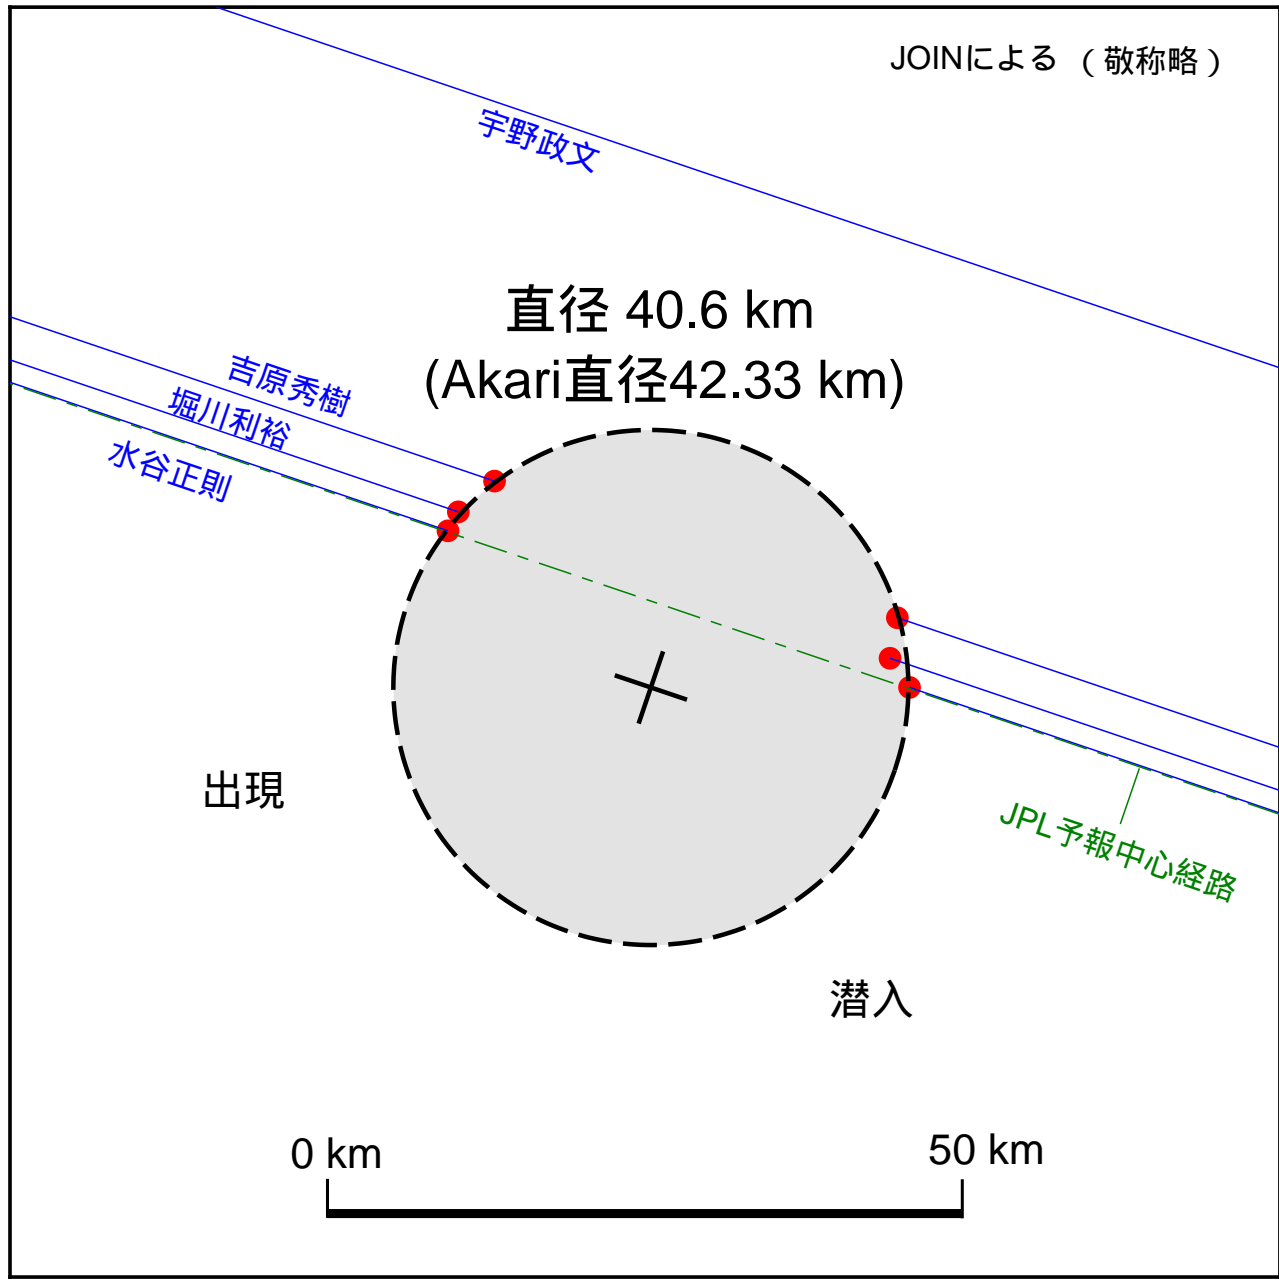 JOINによる （敬称略）
宇野政文
直径 40.6 km
(Akari直径42.33 km)
吉原秀樹
堀川利裕
水谷正則
出現
JPL予報中心経路
潜入
0 km
50 km